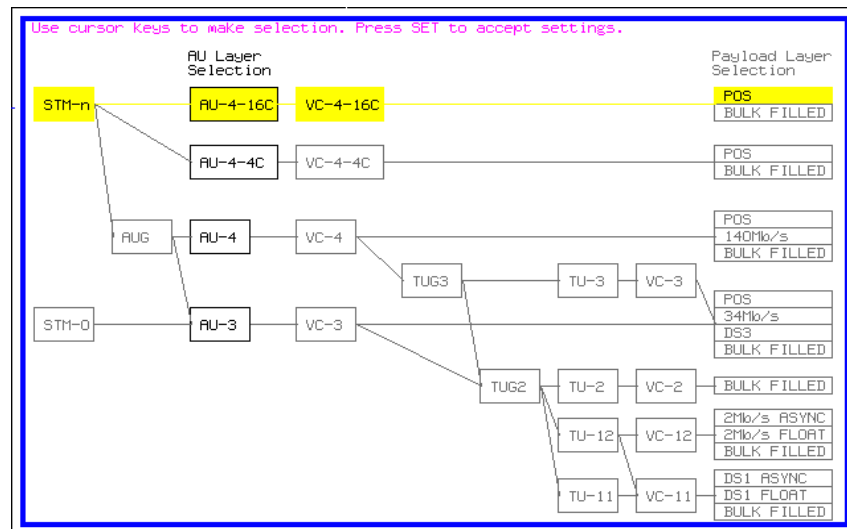 Use cursor Keys to make selection. Press SET to accept settings.
AU Layer
Selection
Payload Layer
Selection
STM-n
AU-4-16C
VC-4-16C
POS
BULK FILLED
AU-4-4C
VC-4-4C
POS
BULK FILLED
AUG
AU-4
VC-4
POS
140Mb/s
BULK FILLED
TUG3
TU-3
VC-3
STM-0
AU-3
VC-3
POS
34Mb/s
DS3
BULK FILLED
TUG2
TU-2
VC-2
BULK FILLED
TU-12
VC-12
2Mb/s ASYNC
2Mb/s FLOAT
BULK FILLED
TU-11
VC-11
DS1 ASYNC
DS1 FLOAT
BULK FILLED